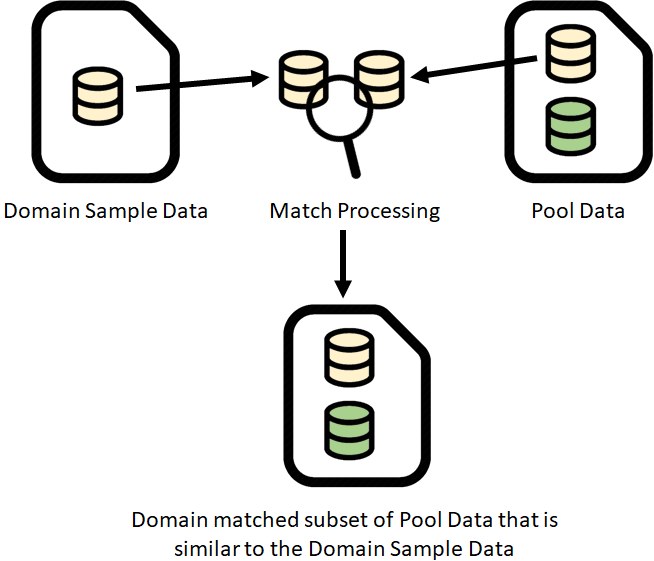 Domain Sample Data
Match Processing
Pool Data
Domain matched subset of Pool Data that is
similar to the Domain Sample Data